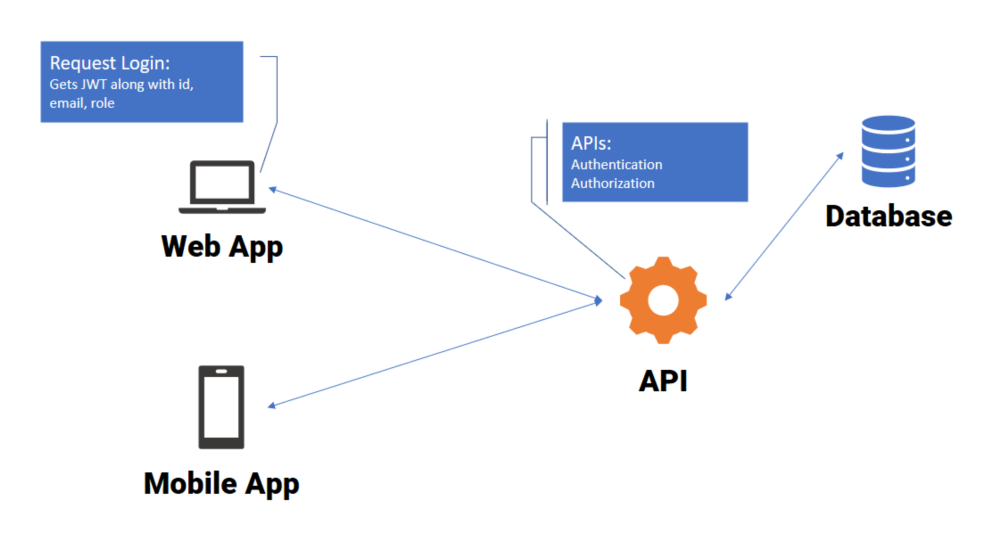 Request Login:
Gets JWT along with id,
email, role
Web App
APIs:
Authentication
Authorization
Database
API
Mobile App